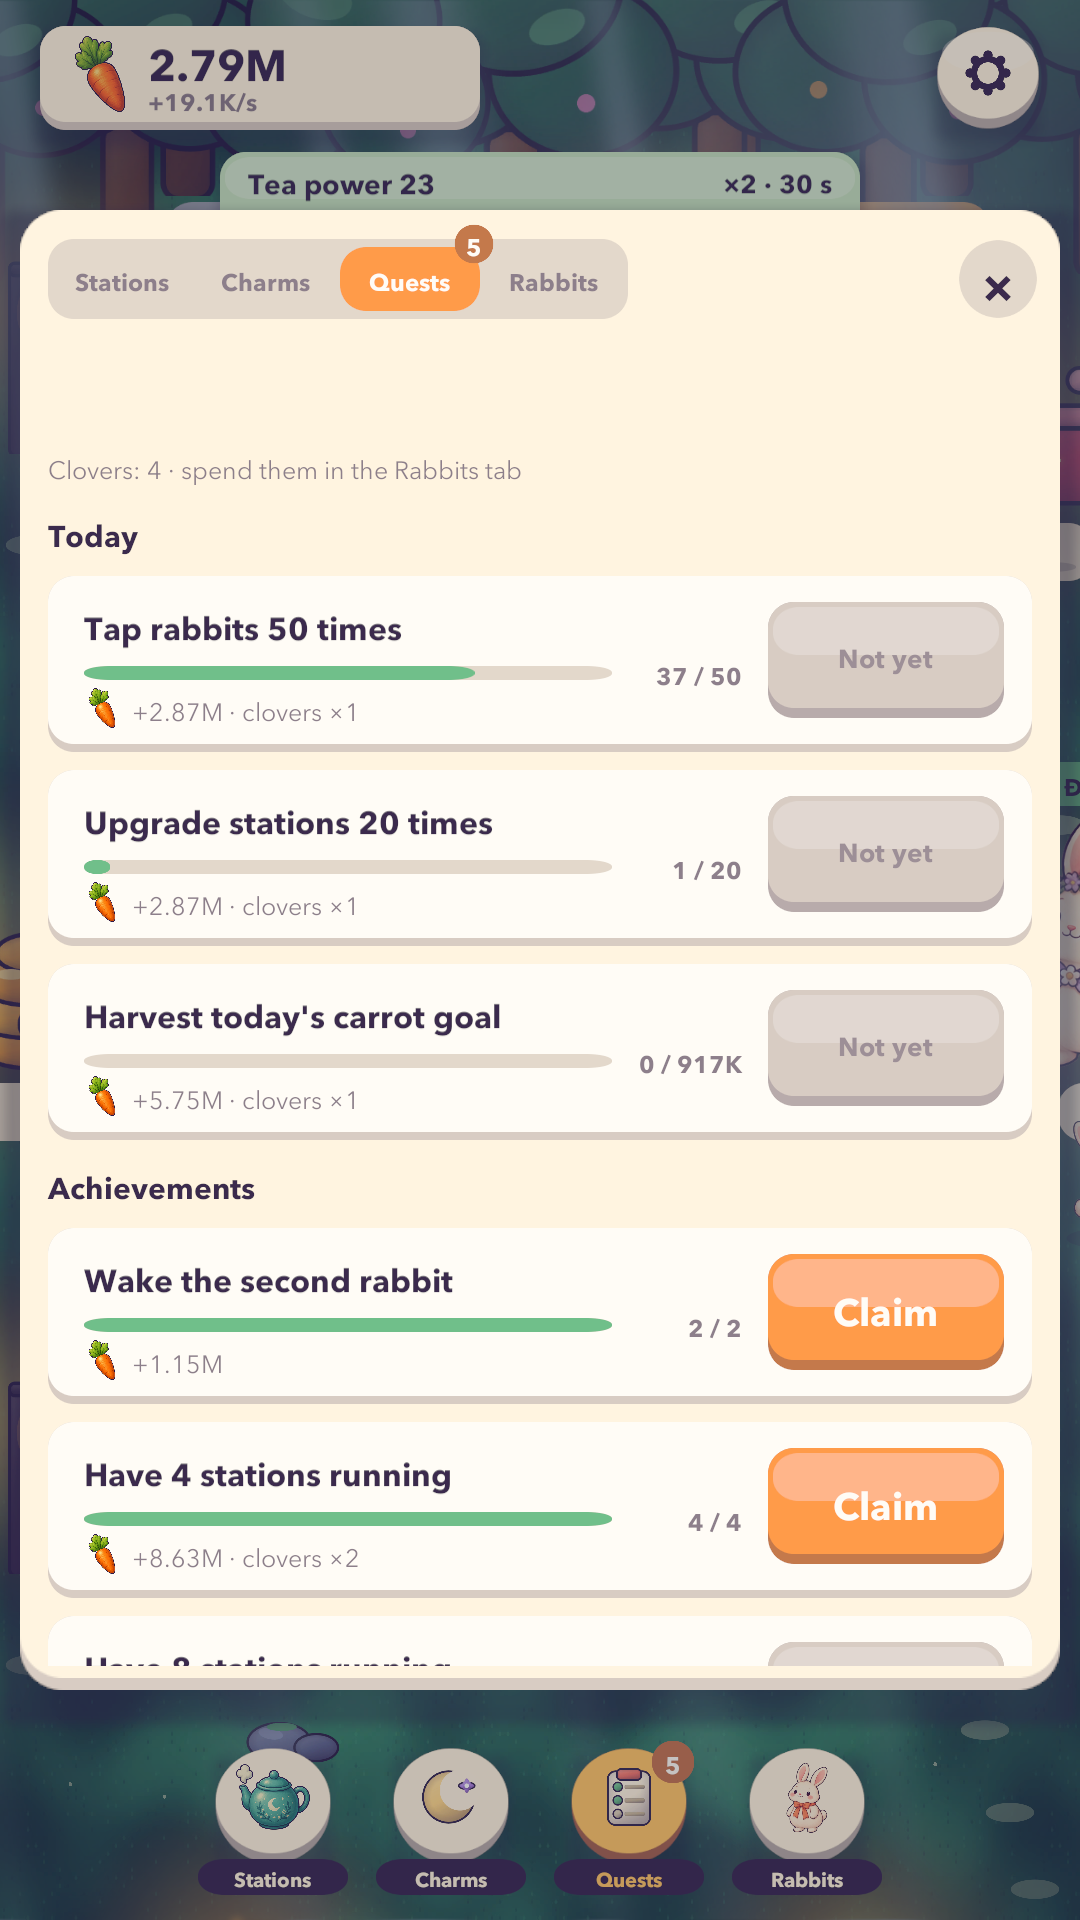 2.79M
+19.1K/s
Tea power 23
×2 · 30 s
Stations
Charms
Quests
5
Rabbits
Clovers: 4 · spend them in the Rabbits tab
Today
Tap rabbits 50 times
37 / 50
Not yet
+2.87M · clovers ×1
Upgrade stations 20 times
1 / 20
Not yet
+2.87M · clovers ×1
Harvest today's carrot goal
0 / 917K
Not yet
+5.75M · clovers ×1
Achievements
Wake the second rabbit
2 / 2
Claim
+1.15M
Have 4 stations running
4 / 4
Claim
+8.63M · clovers ×2
Have 8 stations running
5
Stations
Charms
Quests
Rabbits